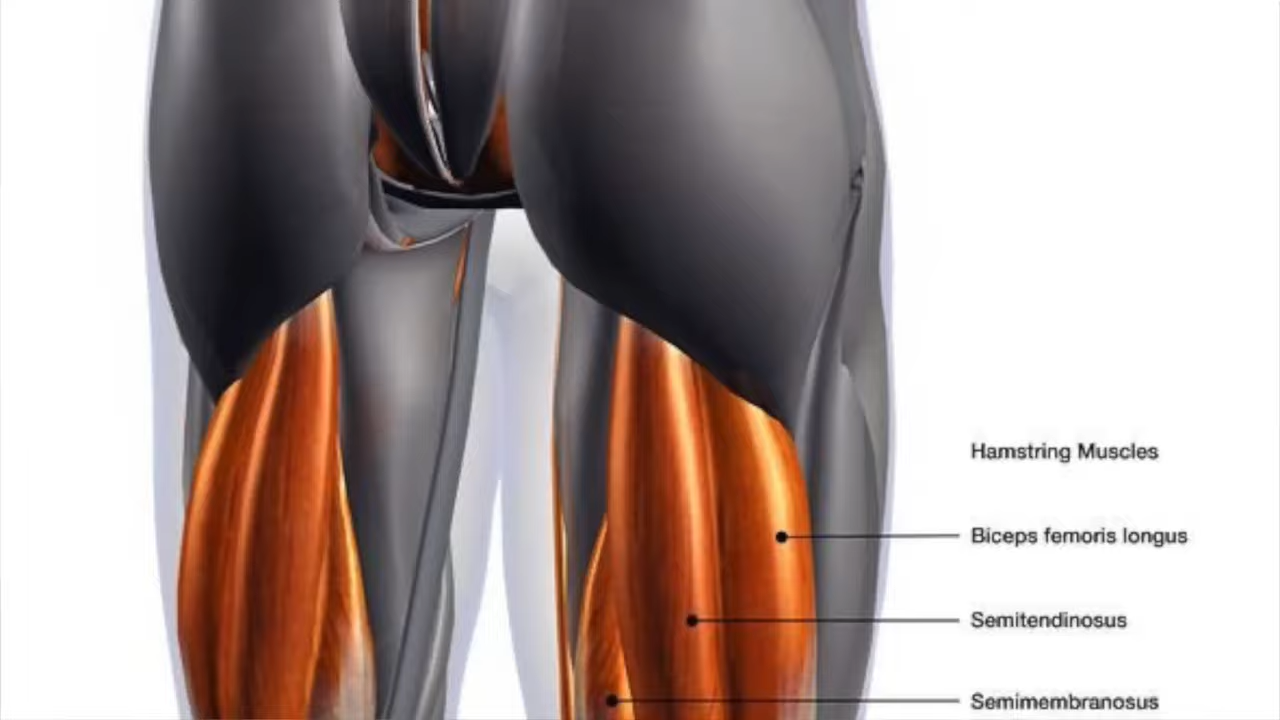 Hamstring Muscles
Biceps femoris longus
Semitendinosus
Semimembranosus